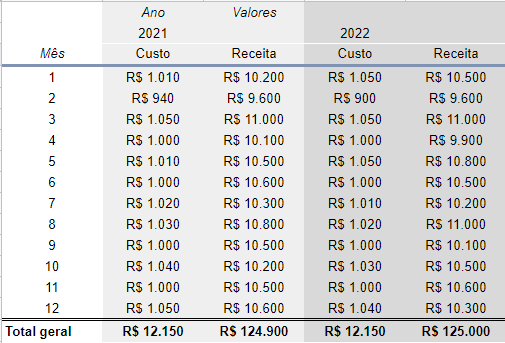 Ano Valores
2021 2022
Mês Custo Receita Custo Receita
1 R$ 1.010 R$ 10.200 R$ 1.050 R$ 10.500
2 R$ 940 R$ 9.600 R$ 900 R$ 9.600
3 R$ 1.050 R$ 11.000 R$ 1.050 R$ 11.000
4 R$ 1.000 R$ 10.100 R$ 1.000 R$ 9.900
5 R$ 1.010 R$ 10.500 R$ 1.050 R$ 10.800
6 R$ 1.000 R$ 10.600 R$ 1.000 R$ 10.500
7 R$ 1.020 R$ 10.300 R$ 1.010 R$ 10.200
8 R$ 1.030 R$ 10.800 R$ 1.020 R$ 11.000
9 R$ 1.000 R$ 10.500 R$ 1.000 R$ 10.100
10 R$ 1.040 R$ 10.200 R$ 1.030 R$ 10.500
11 R$ 1.000 R$ 10.500 R$ 1.000 R$ 10.600
12 R$ 1.050 R$ 10.600 R$ 1.040 R$ 10.300
Total geral R$ 12.150 R$ 124.900 R$ 12.150 R$ 125.000